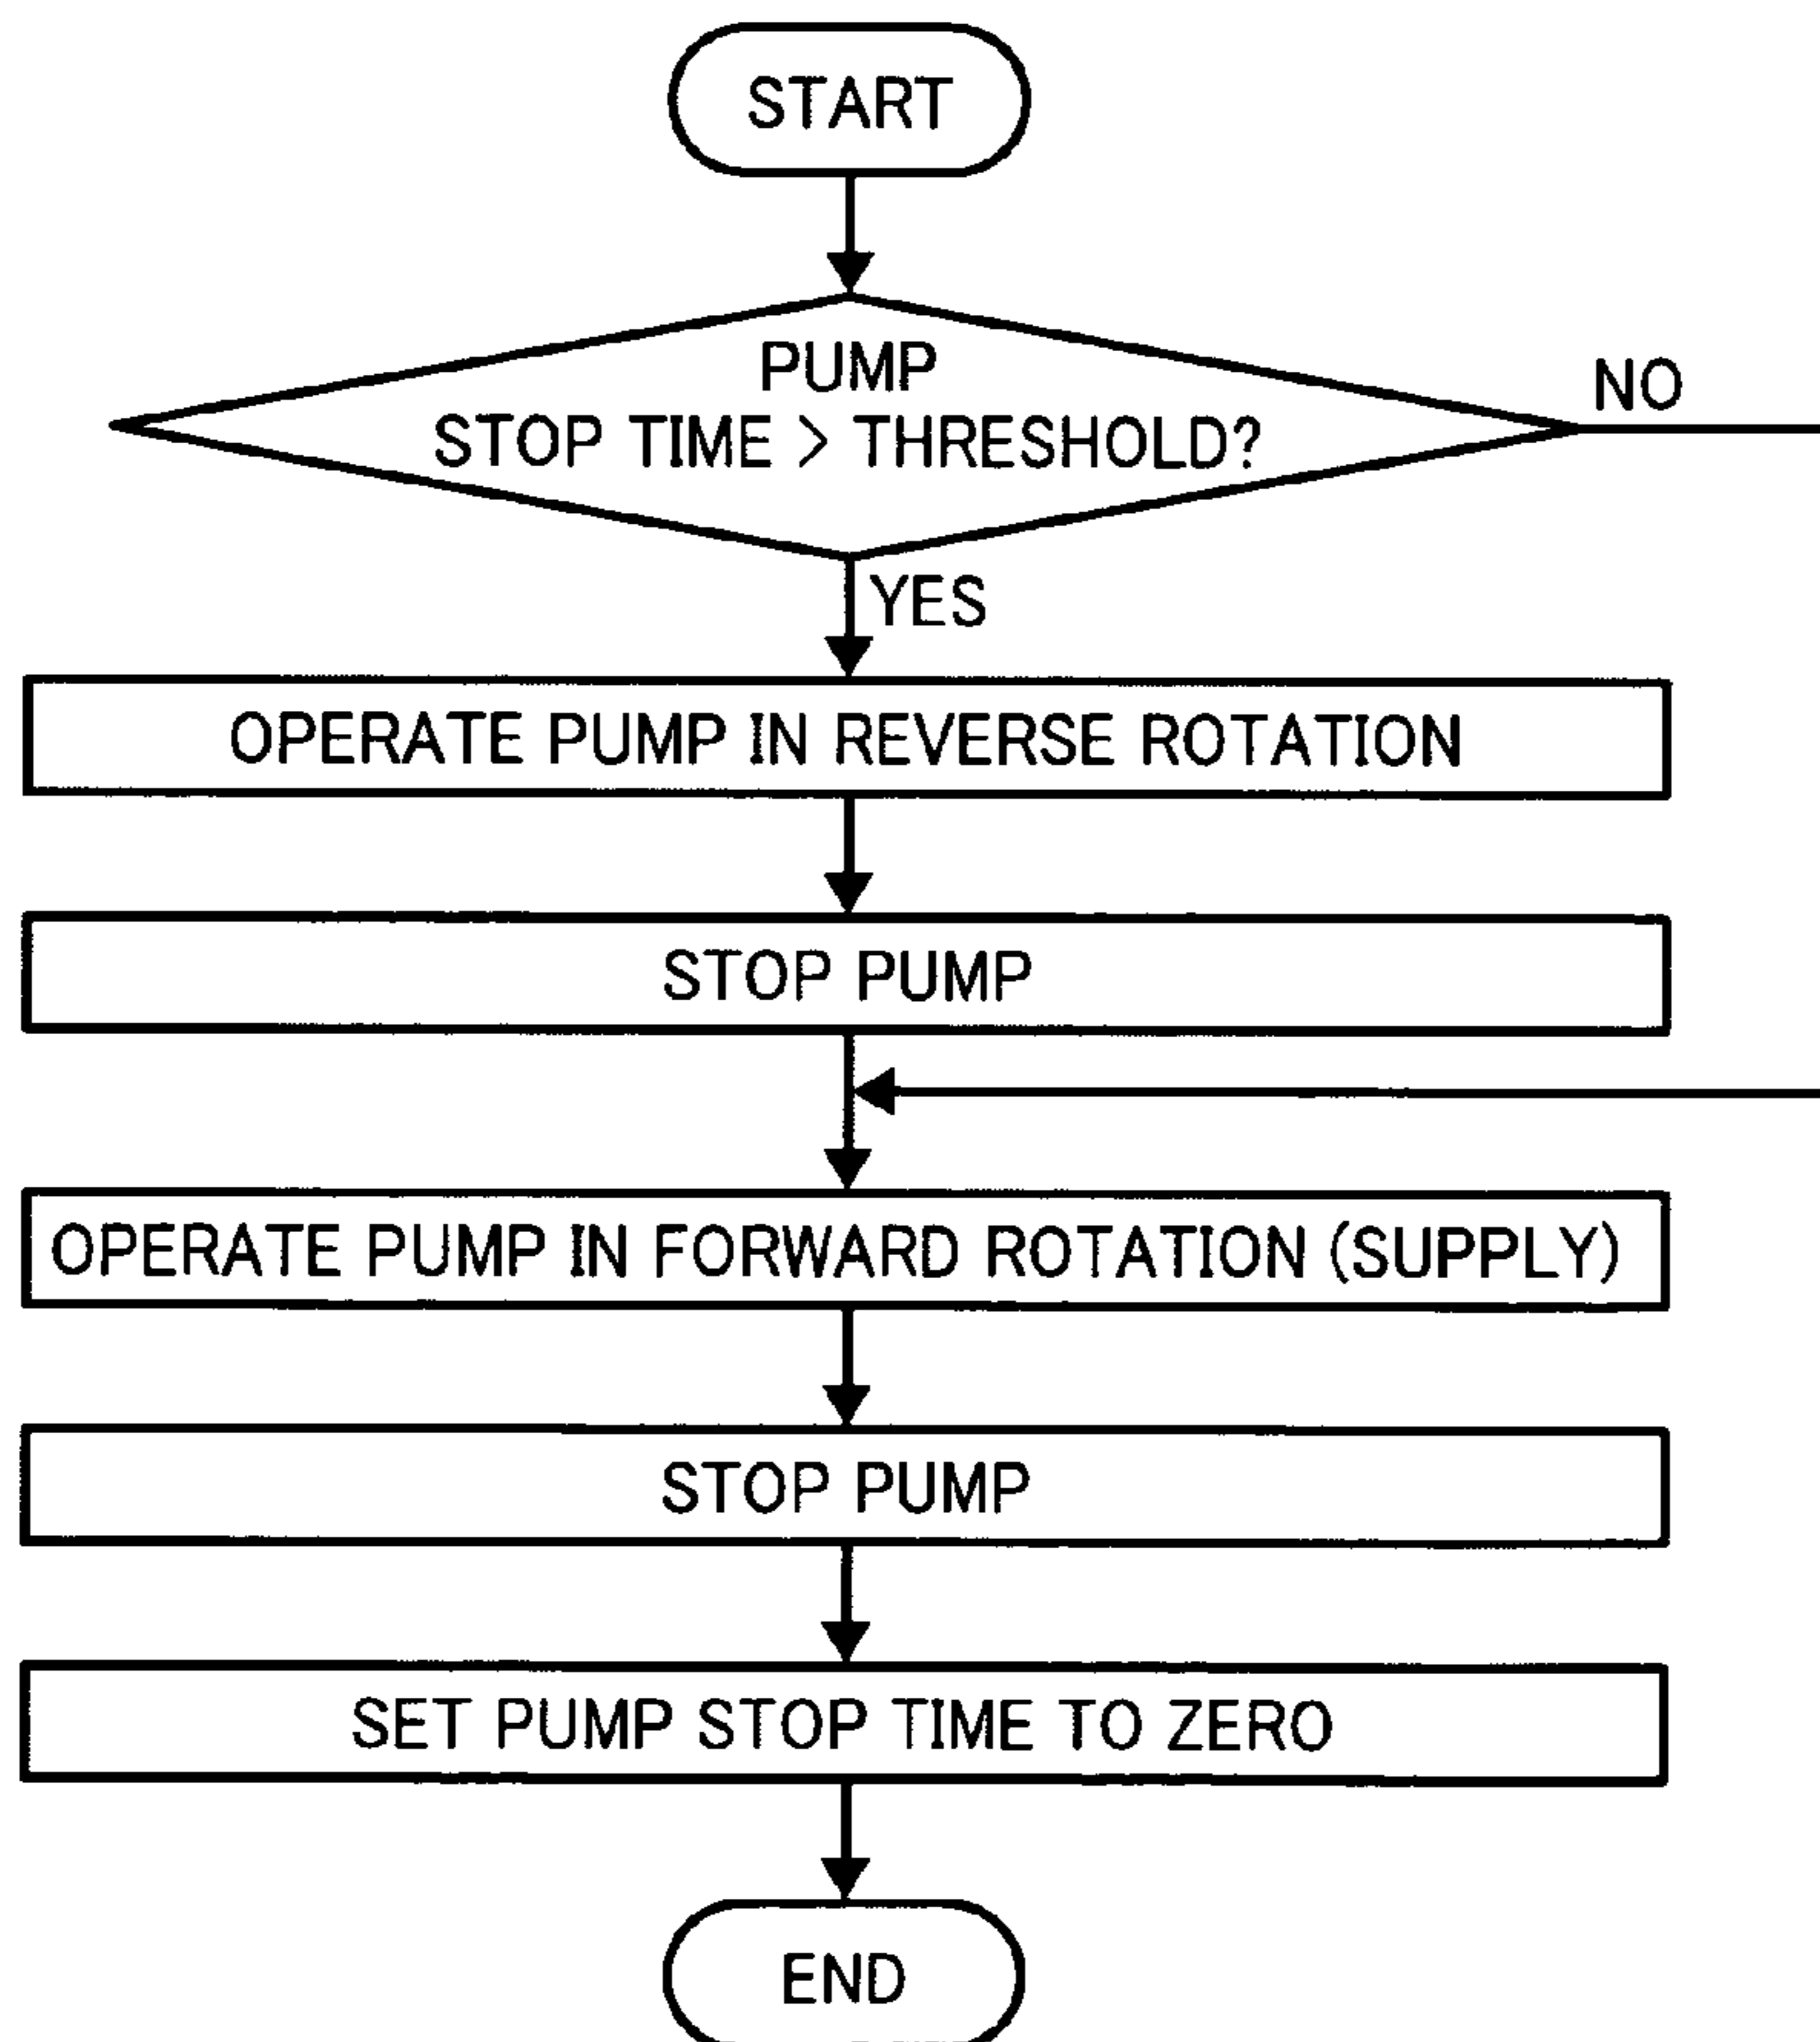 START
PUMP
STOP TIME > THRESHOLD?
NO
YES
OPERATE PUMP IN REVERSE ROTATION
STOP PUMP
OPERATE PUMP IN FORWARD ROTATION (SUPPLY)
STOP PUMP
SET PUMP STOP TIME TO ZERO
END